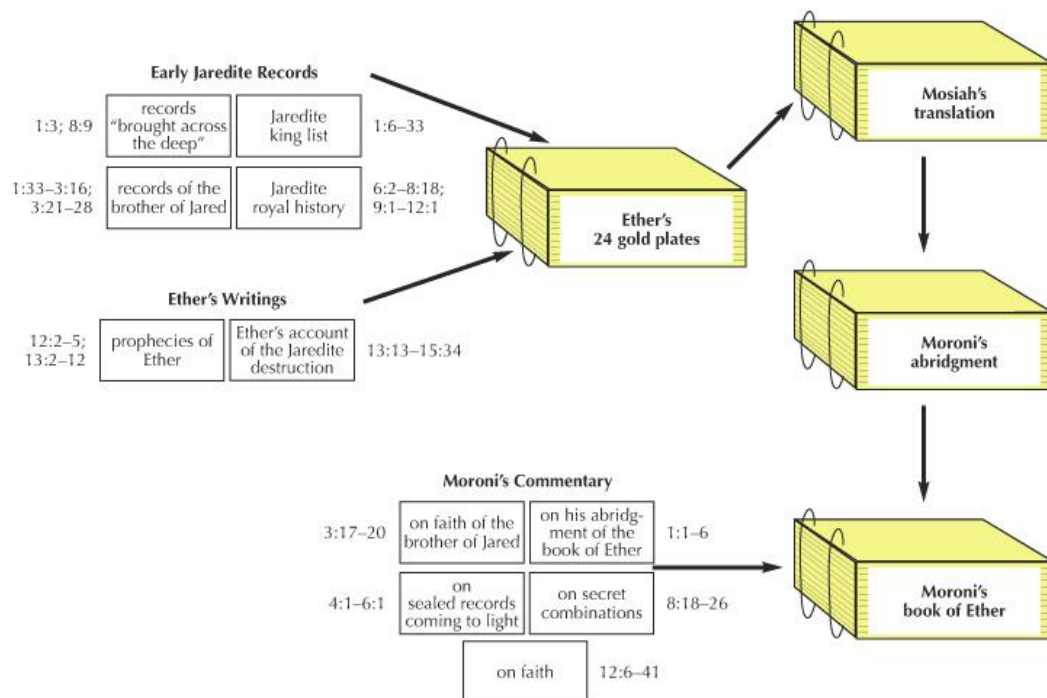 Early Jaredite Records
1:3; 8:9
records
"brought across
the deep"
Jaredite
king list
1:6–33
1:33–3:16;
3:21–28
records of the
brother of Jared
Jaredite
royal history
6:2–8:18;
9:1–12:1
Ether's Writings
12:2–5;
13:2–12
prophecies of
Ether
Ether's account
of the Jaredite
destruction
13:13–15:34
Ether's
24 gold plates
Mosiah's
translation
Moroni's
abridgment
Moroni's Commentary
3:17–20
on faith of the
brother of Jared
on his abridg-
ment of the
book of Ether
1:1–6
4:1–6:1
on
sealed records
coming to light
on secret
combinations
8:18–26
on faith
12:6–41
Moroni's
book of Ether